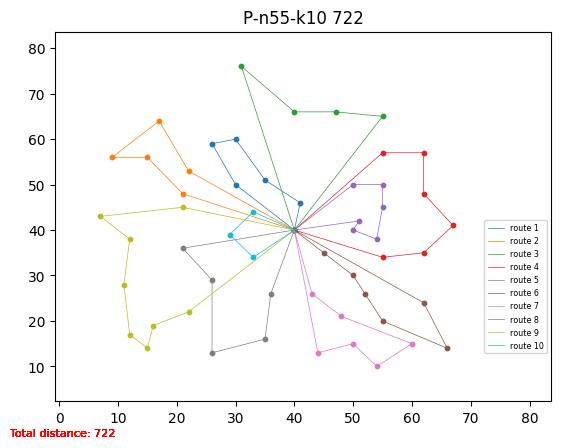 P-n55-k10 722
80
70
60
50
40
30
20
10
0 10 20 30 40 50 60 70 80
route 1
route 2
route 3
route 4
route 5
route 6
route 7
route 8
route 9
route 10
Total distance: 722